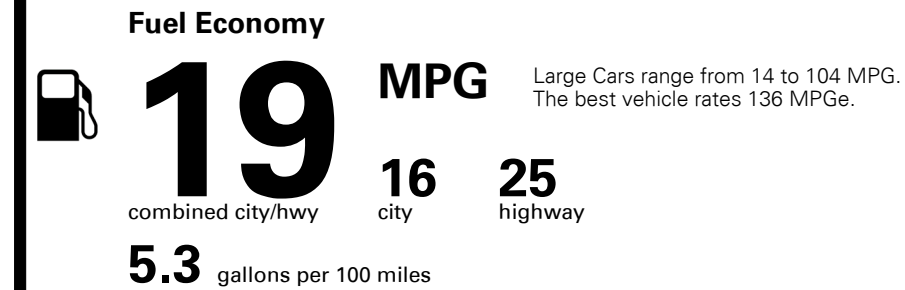 Fuel Economy
19
MPG
Large Cars range from 14 to 104 MPG.
The best vehicle rates 136 MPGe.
16
25
combined city/hwy
city
highway
5.3 gallons per 100 miles